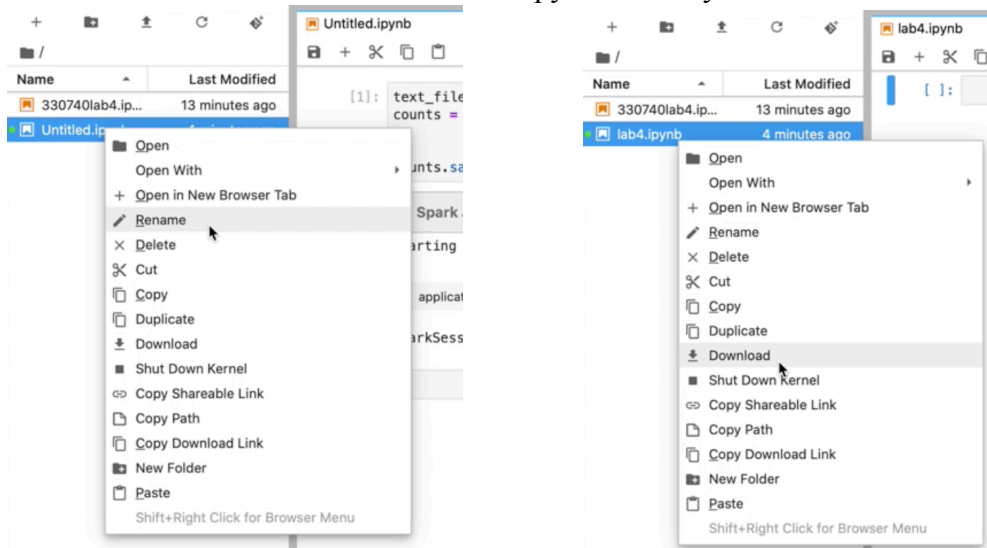 Untitled.ipynb
/
Name Last Modified
330740lab4.ip... 13 minutes ago
Untitled.ip
[1]: text_file
counts =
unts.sa
Spark
arting
applicat
arkSess
Open
Open With
Open in New Browser Tab
Rename
Delete
Cut
Copy
Duplicate
Download
Shut Down Kernel
Copy Shareable Link
Copy Path
Copy Download Link
New Folder
Paste
Shift+Right Click for Browser Menu
lab4.ipynb
/
Name Last Modified
330740lab4.ip... 13 minutes ago
lab4.ipynb 4 minutes ago
[ ]:
Open
Open With
Open in New Browser Tab
Rename
Delete
Cut
Copy
Duplicate
Download
Shut Down Kernel
Copy Shareable Link
Copy Path
Copy Download Link
New Folder
Paste
Shift+Right Click for Browser Menu